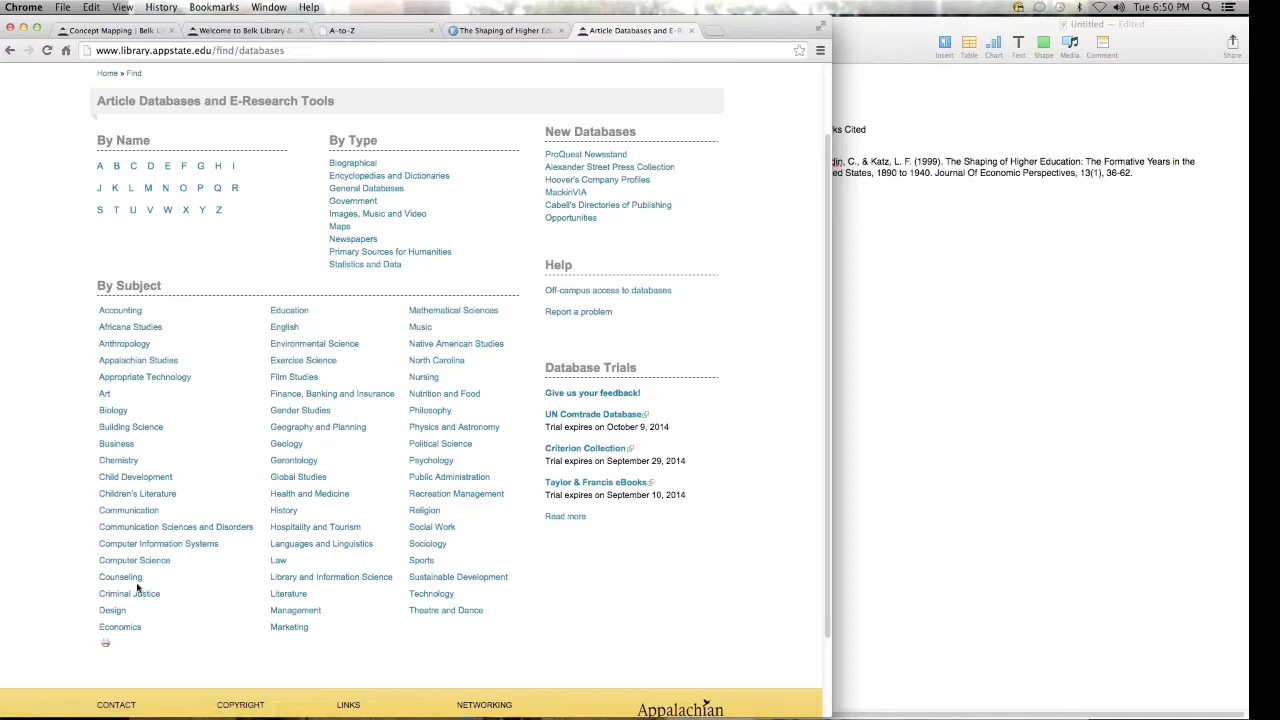 Chrome File Edit View History Bookmarks Window Help Tue 6:50 PM
Concept Mapping | Belk Li Welcome to Belk Library & A-to-Z The Shaping of Higher Edu Article Databases and E-R
Untitled — Edited
www.library.appstate.edu/find/databases
Insert Table Chart Text Shape Media Comment Share
Home » Find
Article Databases and E-Research Tools
By Name
A B C D E F G H I
J K L M N O P Q R
S T U V W X Y Z
By Type
Biographical
Encyclopedias and Dictionaries
General Databases
Government
Images, Music and Video
Maps
Newspapers
Primary Sources for Humanities
Statistics and Data
New Databases
ProQuest Newsstand
Alexander Street Press Collection
Hoover's Company Profiles
MackinVIA
Cabell's Directories of Publishing
Opportunities
Help
Off-campus access to databases
Report a problem
Database Trials
Give us your feedback!
UN Comtrade Database
Trial expires on October 9, 2014
Criterion Collection
Trial expires on September 29, 2014
Taylor & Francis eBooks
Trial expires on September 10, 2014
Read more
By Subject
Accounting
Africana Studies
Anthropology
Appalachian Studies
Appropriate Technology
Art
Biology
Building Science
Business
Chemistry
Child Development
Children's Literature
Communication
Communication Sciences and Disorders
Computer Information Systems
Computer Science
Counseling
Criminal Justice
Design
Economics
Education
English
Environmental Science
Exercise Science
Film Studies
Finance, Banking and Insurance
Gender Studies
Geography and Planning
Geology
Gerontology
Global Studies
Health and Medicine
History
Hospitality and Tourism
Languages and Linguistics
Law
Library and Information Science
Literature
Management
Marketing
Mathematical Sciences
Music
Native American Studies
North Carolina
Nursing
Nutrition and Food
Philosophy
Physics and Astronomy
Political Science
Psychology
Public Administration
Recreation Management
Religion
Social Work
Sociology
Sports
Sustainable Development
Technology
Theatre and Dance
CONTACT COPYRIGHT LINKS NETWORKING Appalachian
ks Cited
din, C., & Katz, L. F. (1999). The Shaping of Higher Education: The Formative Years in the
ed States, 1890 to 1940. Journal Of Economic Perspectives, 13(1), 36-62.